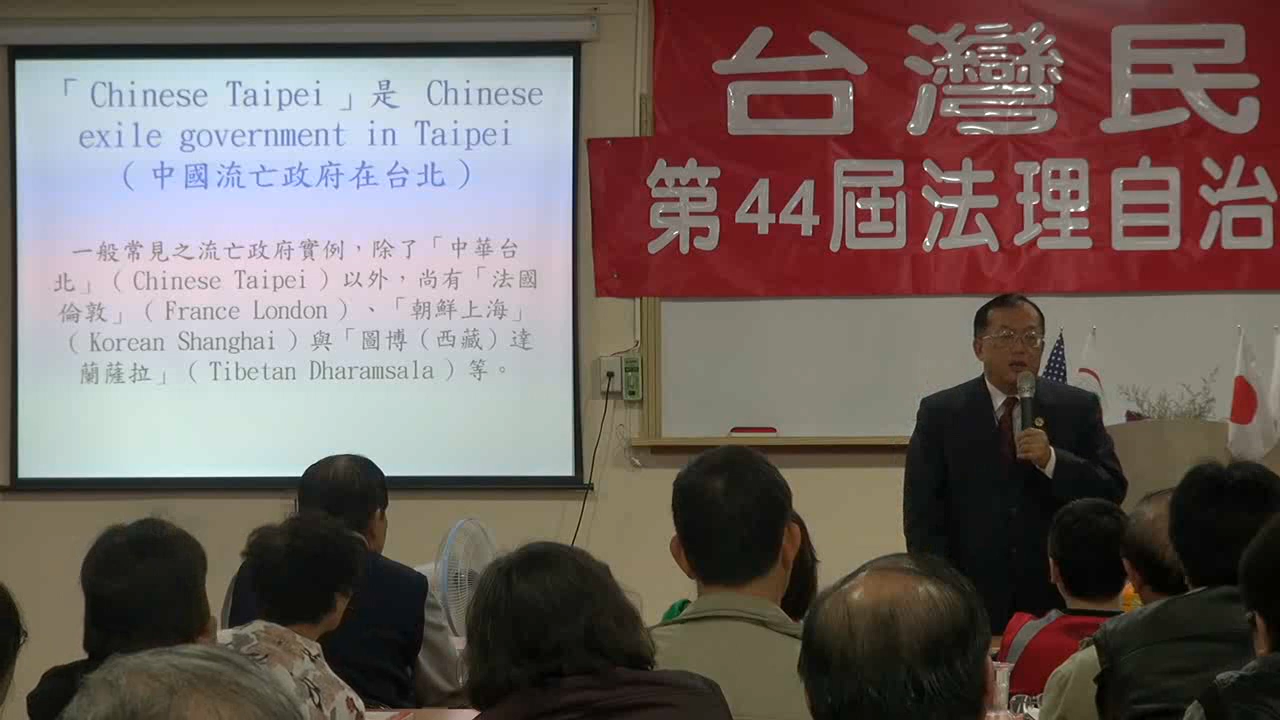 「Chinese Taipei」是 Chinese
exile government in Taipei
（中國流亡政府在台北）
一般常見之流亡政府實例，除了「中華台
北」（Chinese Taipei）以外，尚有「法國
倫敦」（France London）、「朝鮮上海」
（Korean Shanghai）與「圖博（西藏）達
蘭薩拉」（Tibetan Dharamsala）等。
台灣民
第44屆法理自治